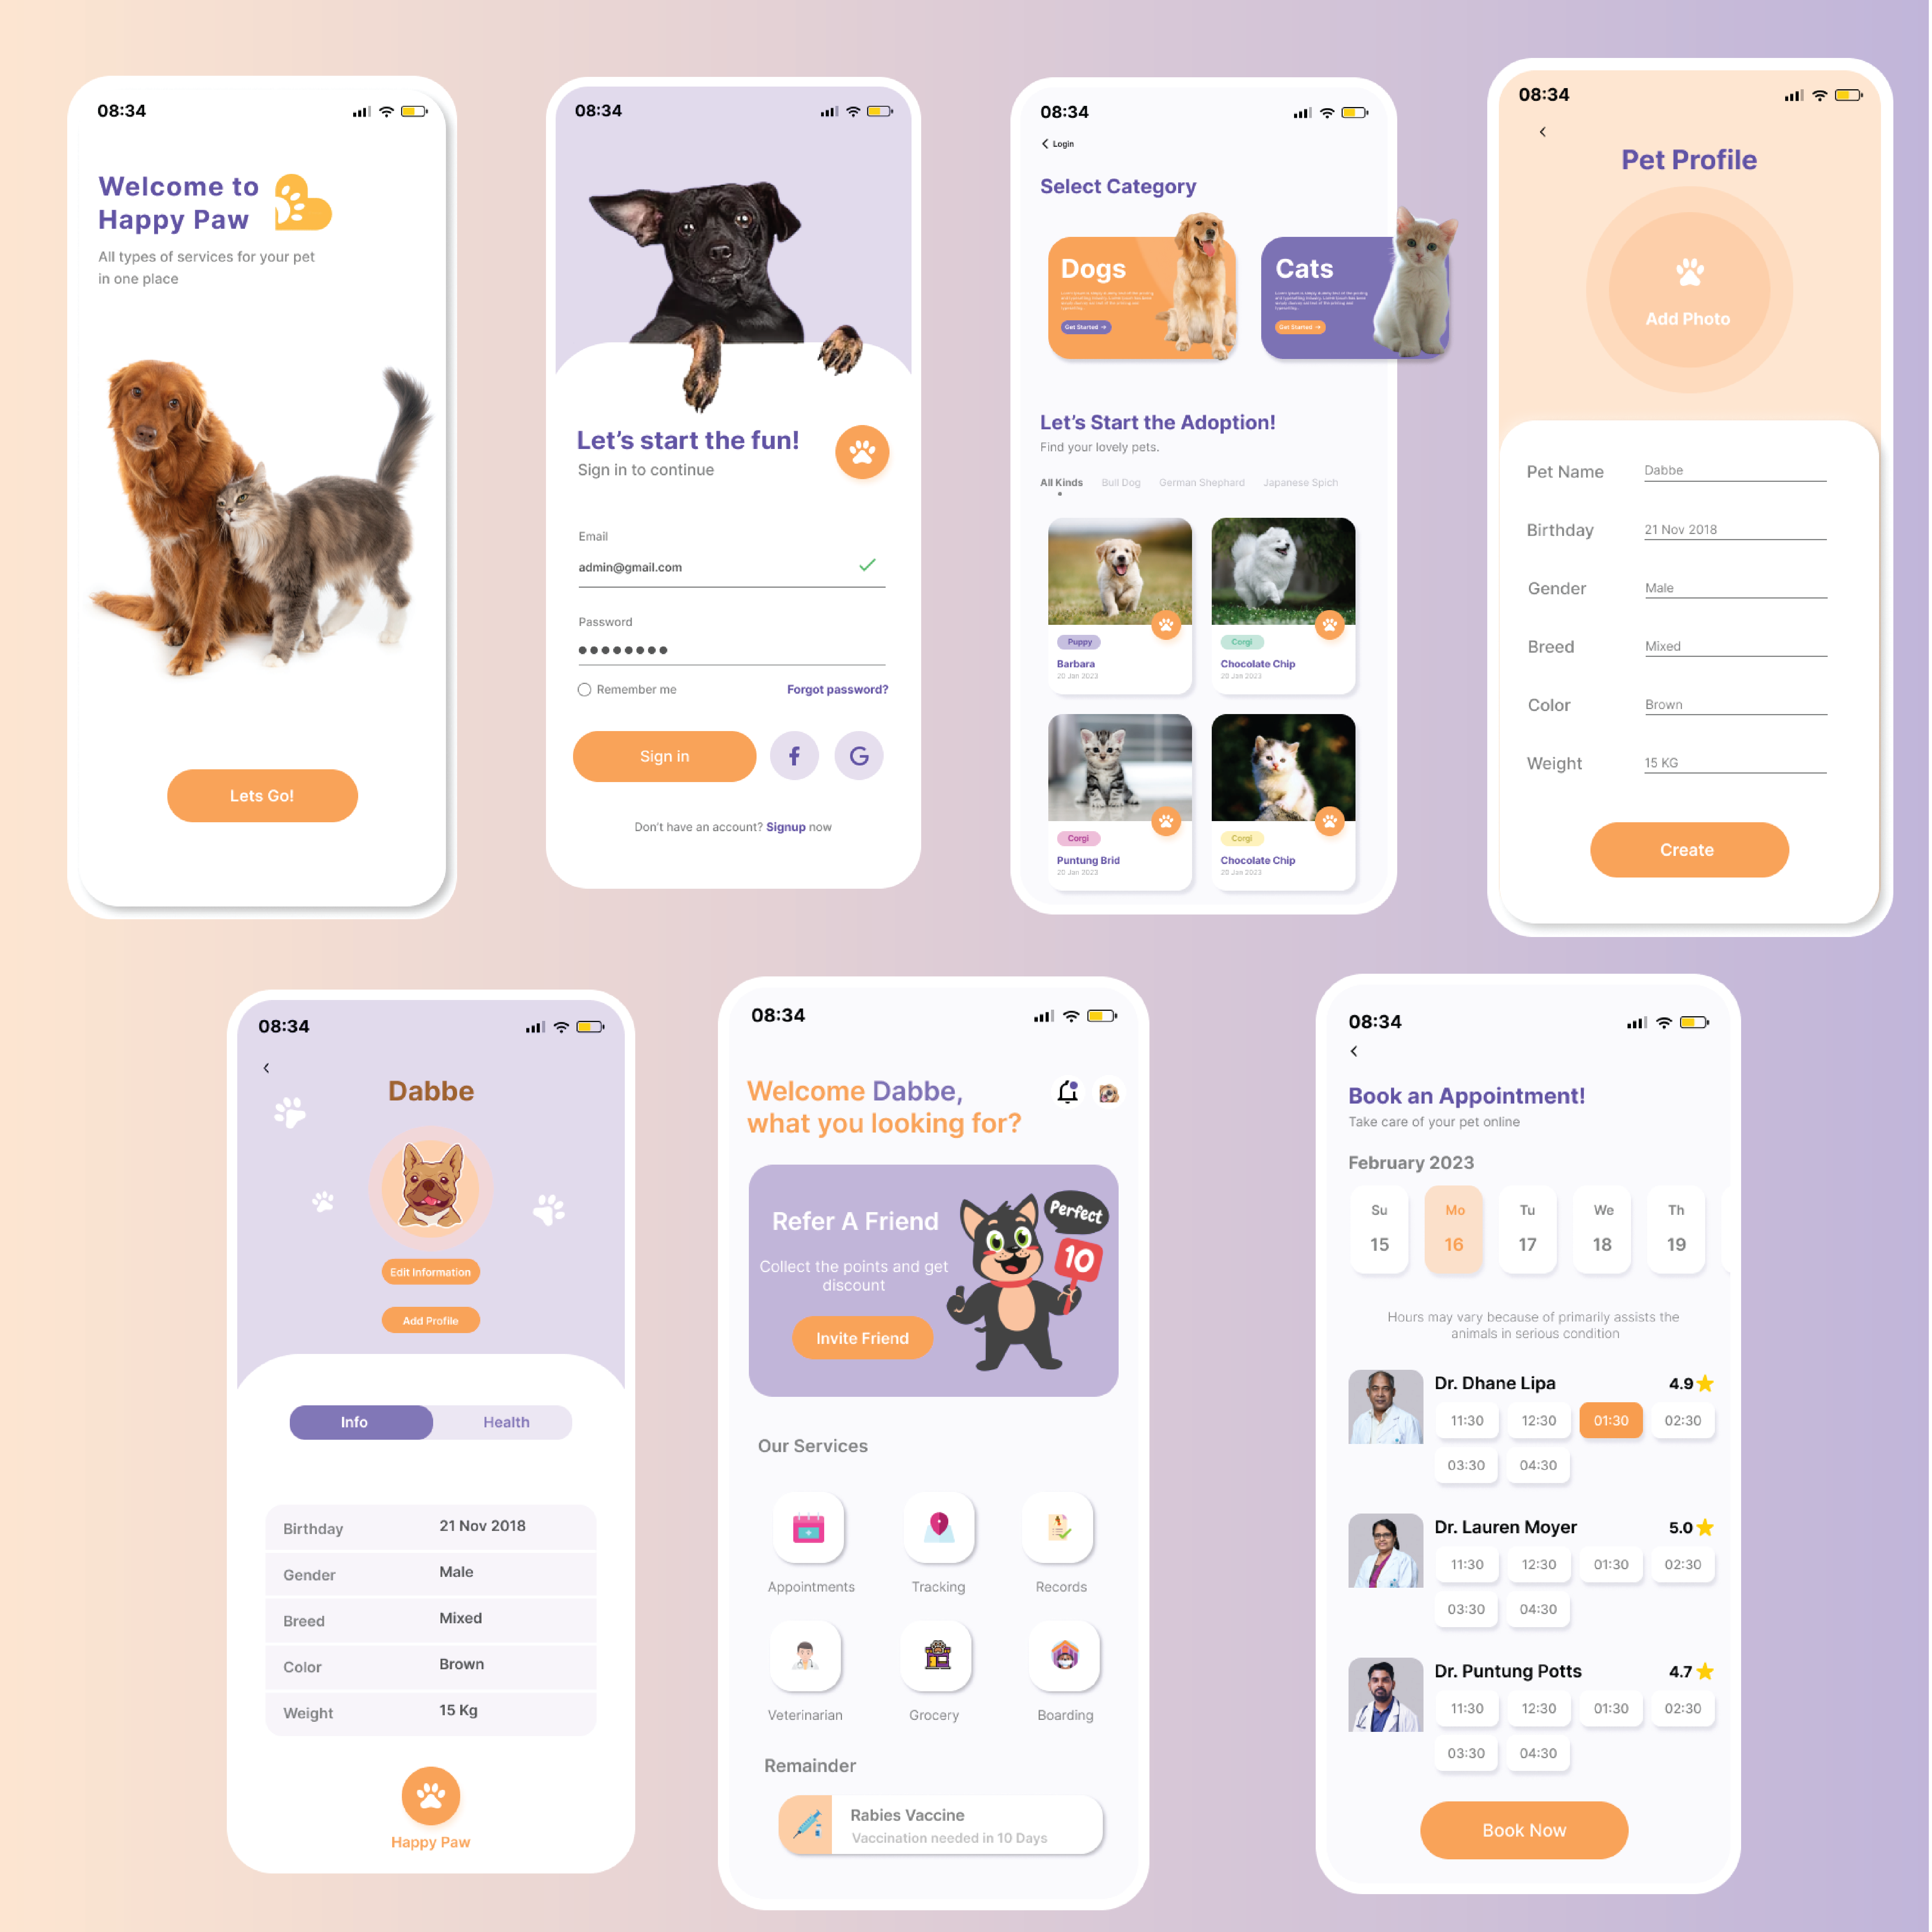 08:34
Welcome to
Happy Paw
All types of services for your pet
in one place
Lets Go!
08:34
Let's start the fun!
Sign in to continue
Email
admin@gmail.com
Password
Remember me
Forgot password?
Sign in
f
G
Don't have an account? Signup now
08:34
Login
Select Category
Dogs
Get Started
Cats
Get Started
Let's Start the Adoption!
Find your lovely pets.
All Kinds
Bull Dog
German Shephard
Japanese Spich
Puppy
Barbara
20 Jan 2023
Corgi
Chocolate Chip
20 Jan 2023
Corgi
Puntung Brid
20 Jan 2023
Corgi
Chocolate Chip
20 Jan 2023
08:34
Pet Profile
Add Photo
Pet Name Dabbe
Birthday 21 Nov 2018
Gender Male
Breed Mixed
Color Brown
Weight 15 KG
Create
08:34
Dabbe
Edit Information
Add Profile
Info
Health
Birthday 21 Nov 2018
Gender Male
Breed Mixed
Color Brown
Weight 15 Kg
Happy Paw
08:34
Welcome Dabbe,
what you looking for?
Refer A Friend
Collect the points and get
discount
Invite Friend
Perfect
10
Our Services
Appointments
Tracking
Records
Veterinarian
Grocery
Boarding
Remainder
Rabies Vaccine
Vaccination needed in 10 Days
08:34
Book an Appointment!
Take care of your pet online
February 2023
Su Mo Tu We Th
15 16 17 18 19
Hours may vary because of primarily assists the
animals in serious condition
Dr. Dhane Lipa 4.9
11:30 12:30 01:30 02:30
03:30 04:30
Dr. Lauren Moyer 5.0
11:30 12:30 01:30 02:30
03:30 04:30
Dr. Puntung Potts 4.7
11:30 12:30 01:30 02:30
03:30 04:30
Book Now